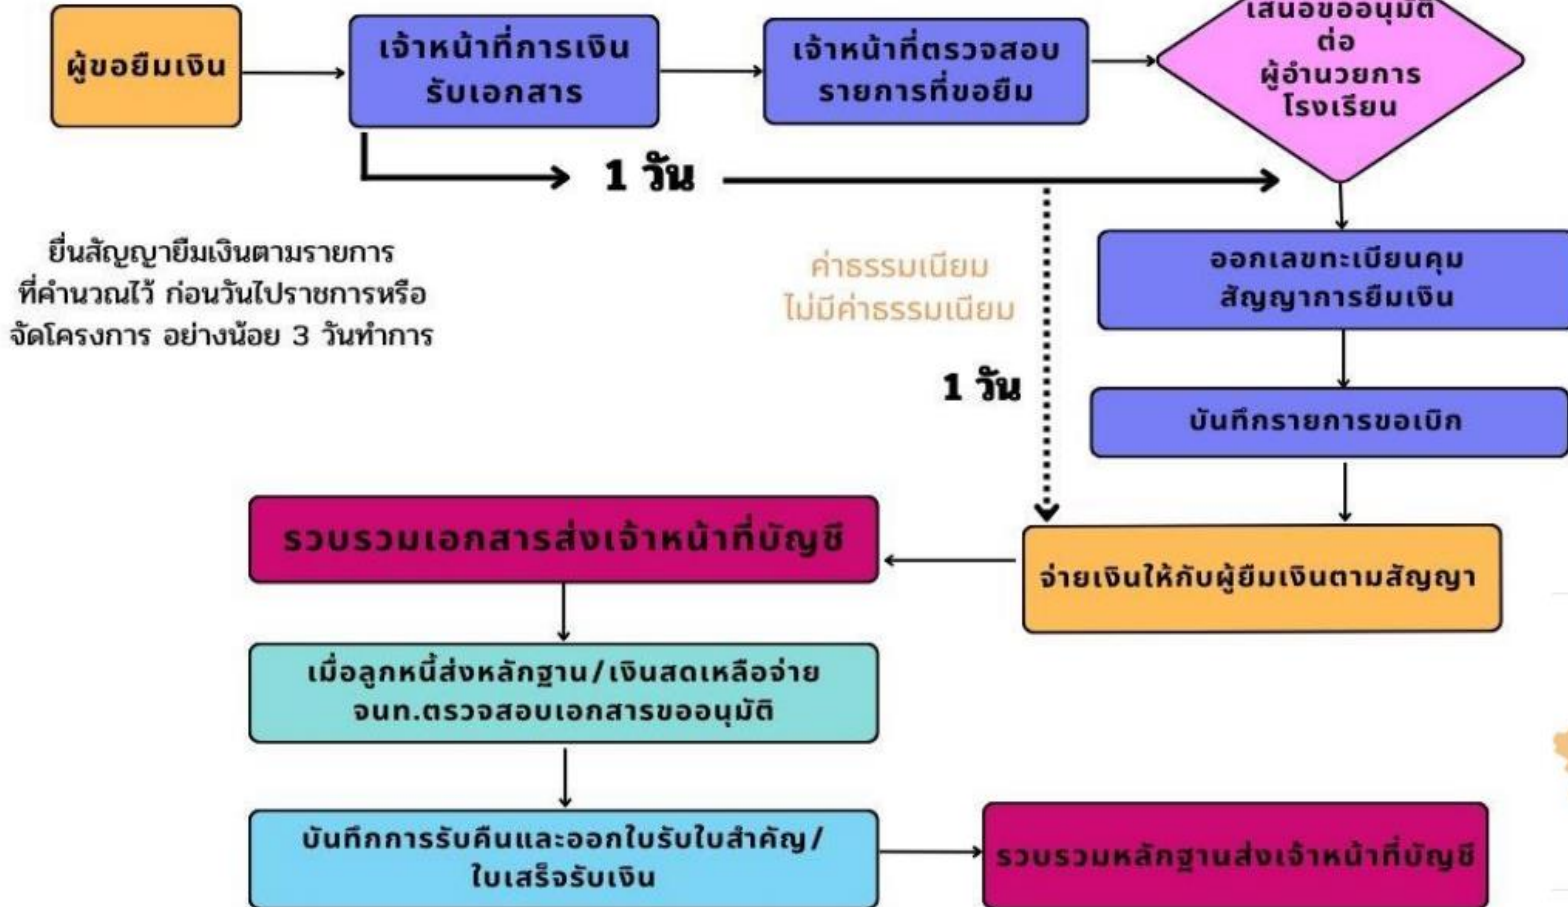 ผู้ขอยืมเงิน
เจ้าหน้าที่การเงิน
รับเอกสาร
เจ้าหน้าที่ตรวจสอบ
รายการที่ขอยืม
เสนอขออนุมัติ
ต่อ
ผู้อำนวยการ
โรงเรียน
1 วัน
ยื่นสัญญายืมเงินตามรายการ
ที่คำนวณไว้ ก่อนวันไปราชการหรือ
จัดโครงการ อย่างน้อย 3 วันทำการ
ค่าธรรมเนียม
ไม่มีค่าธรรมเนียม
1 วัน
ออกเลขทะเบียนคุม
สัญญาการยืมเงิน
บันทึกรายการขอเบิก
จ่ายเงินให้กับผู้ยืมเงินตามสัญญา
รวบรวมเอกสารส่งเจ้าหน้าที่บัญชี
เมื่อลูกหนี้ส่งหลักฐาน/เงินสดเหลือจ่าย
จนท.ตรวจสอบเอกสารขออนุมัติ
บันทึกการรับคืนและออกใบรับใบสำคัญ/
ใบเสร็จรับเงิน
รวบรวมหลักฐานส่งเจ้าหน้าที่บัญชี